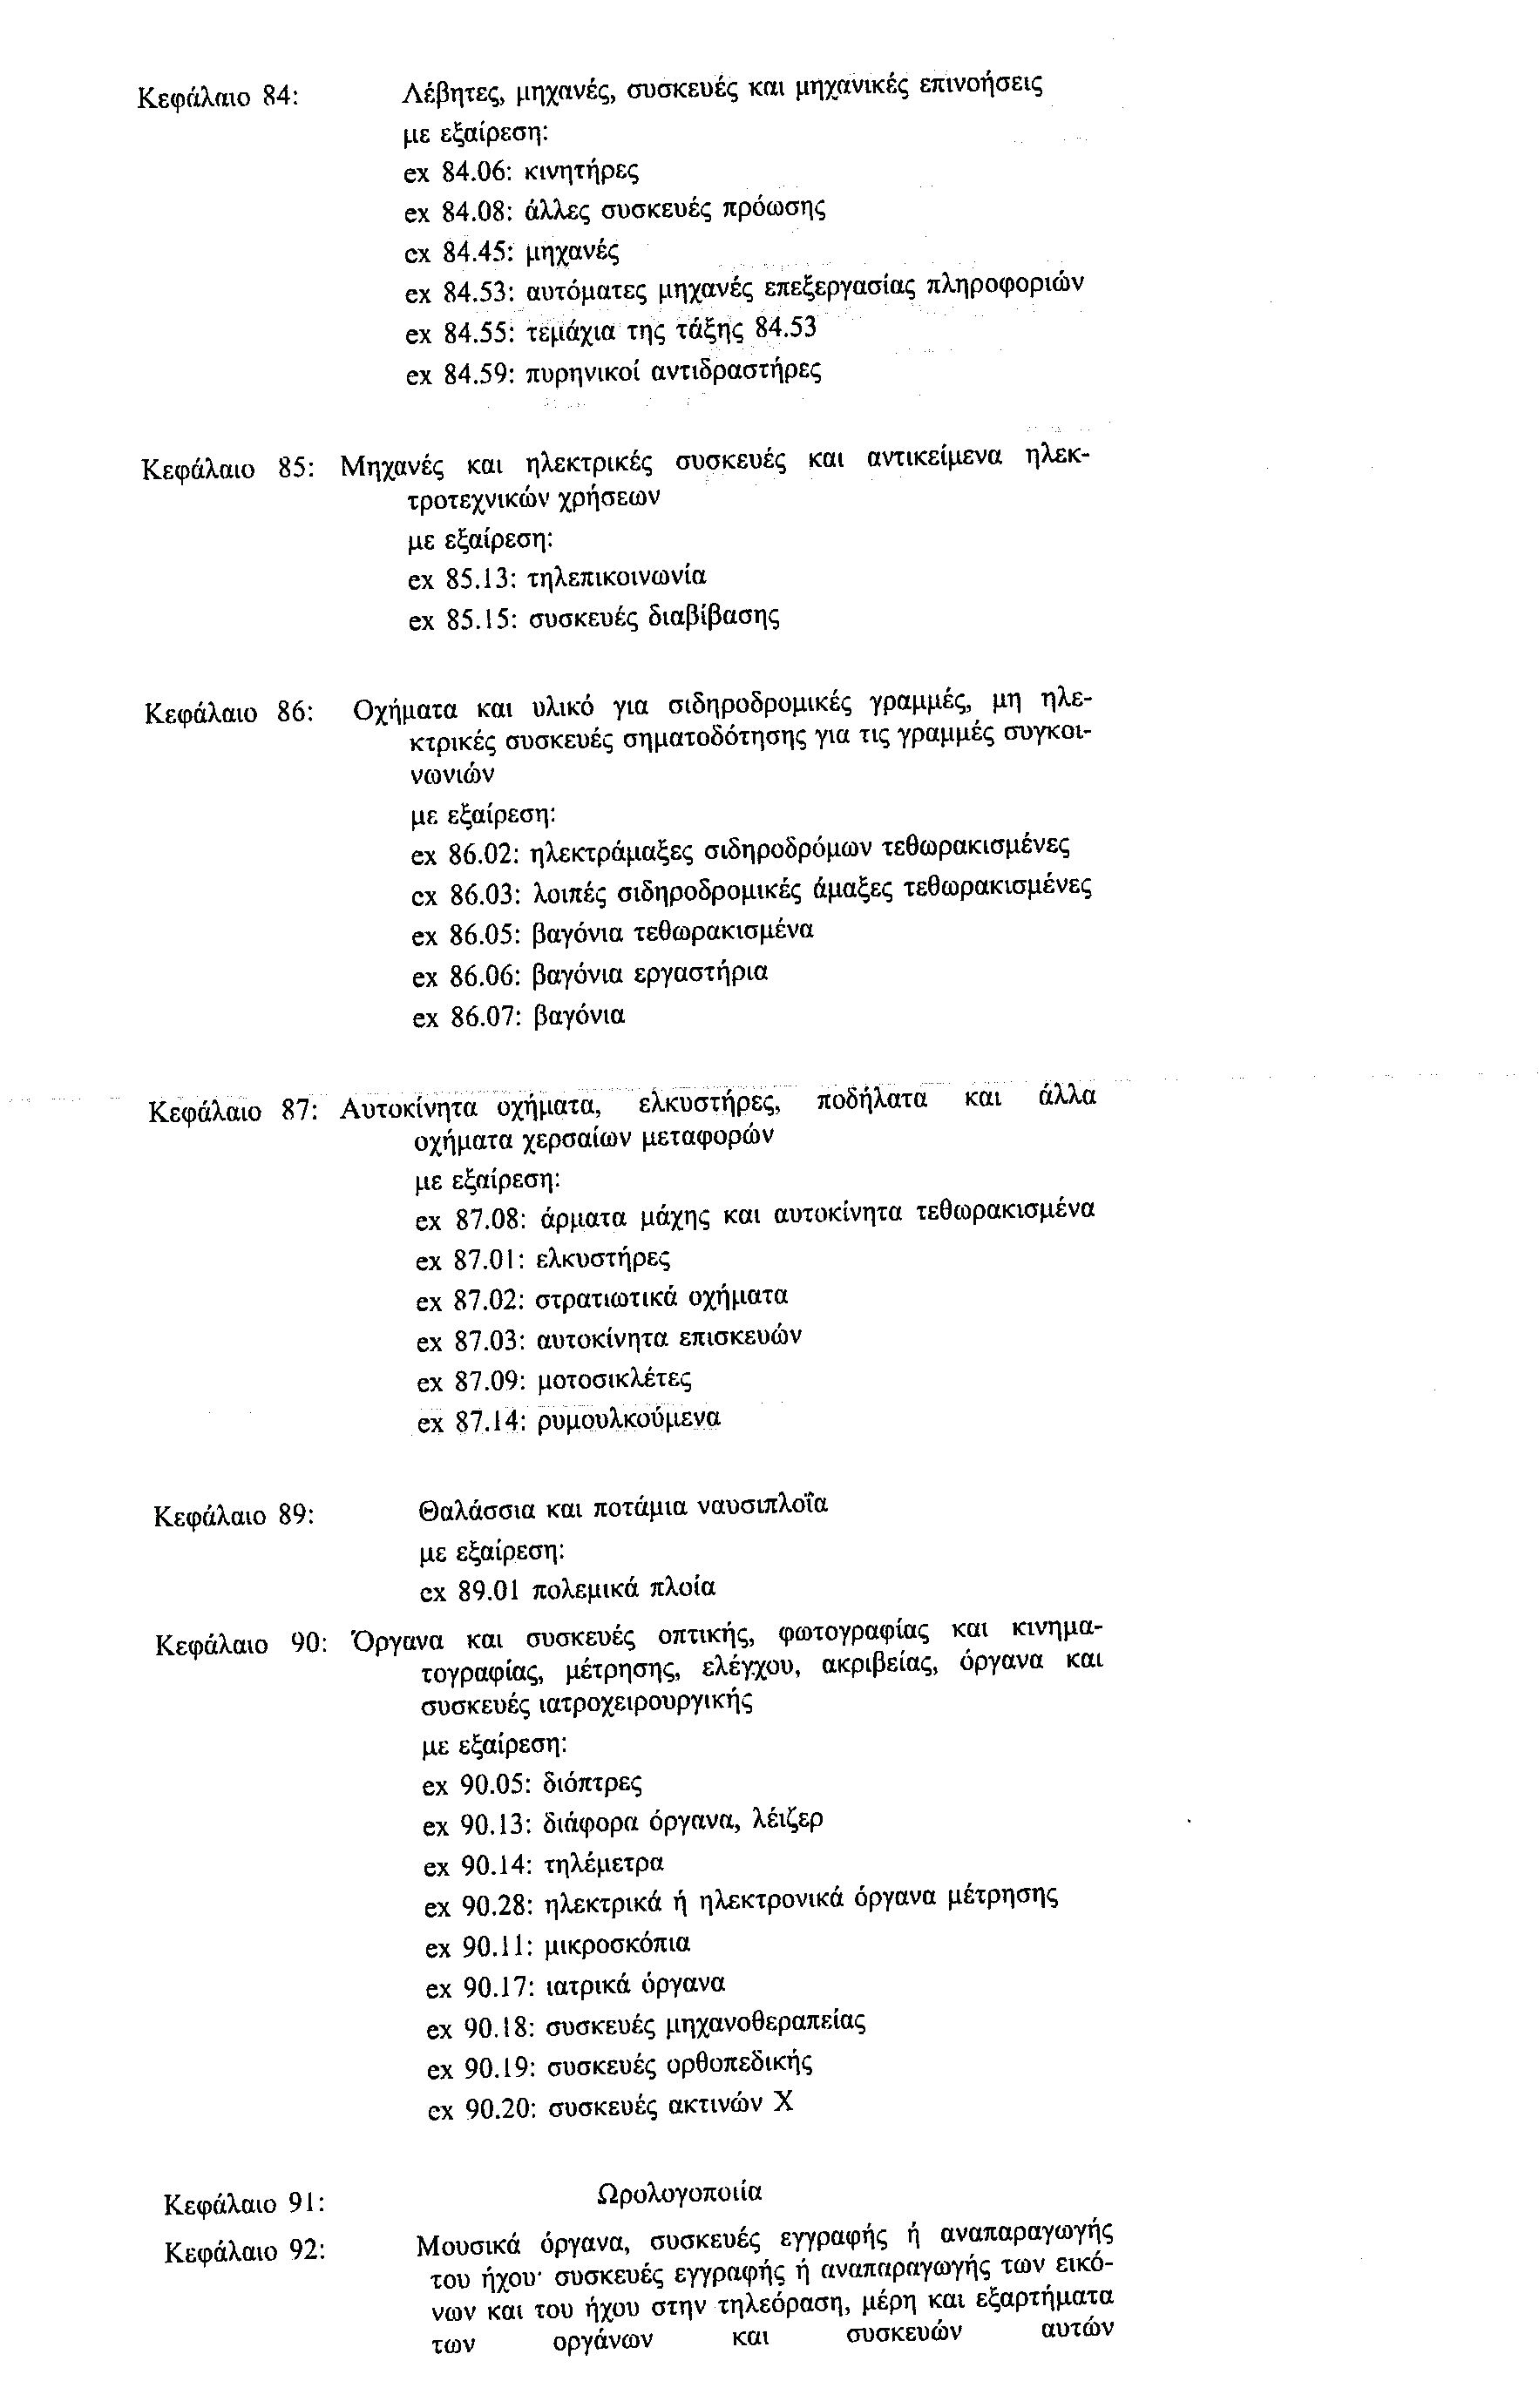 Κεφάλαιο 84: Λέβητες, μηχανές, συσκευές και μηχανικές επινοήσεις
με εξαίρεση:
ex 84.06: κινητήρες
ex 84.08: άλλες συσκευές πρόωσης
ex 84.45: μηχανές
ex 84.53: αυτόματες μηχανές επεξεργασίας πληροφοριών
ex 84.55: τεμάχια της τάξης 84.53
ex 84.59: πυρηνικοί αντιδραστήρες
Κεφάλαιο 85: Μηχανές και ηλεκτρικές συσκευές και αντικείμενα ηλεκ-
τροτεχνικών χρήσεων
με εξαίρεση:
ex 85.13: τηλεπικοινωνία
ex 85.15: συσκευές διαβίβασης
Κεφάλαιο 86: Οχήματα και υλικό για σιδηροδρομικές γραμμές, μη ηλε-
κτρικές συσκευές σηματοδότησης για τις γραμμές συγκοι-
νωνιών
με εξαίρεση:
ex 86.02: ηλεκτράμαξες σιδηροδρόμων τεθωρακισμένες
ex 86.03: λοιπές σιδηροδρομικές άμαξες τεθωρακισμένες
ex 86.05: βαγόνια τεθωρακισμένα
ex 86.06: βαγόνια εργαστήρια
ex 86.07: βαγόνια
Κεφάλαιο 87: Αυτοκίνητα οχήματα, ελκυστήρες, ποδήλατα και άλλα
οχήματα χερσαίων μεταφορών
με εξαίρεση:
ex 87.08: άρματα μάχης και αυτοκίνητα τεθωρακισμένα
ex 87.01: ελκυστήρες
ex 87.02: στρατιωτικά οχήματα
ex 87.03: αυτοκίνητα επισκευών
ex 87.09: μοτοσικλέτες
ex 87.14: ρυμουλκούμενα
Κεφάλαιο 89: Θαλάσσια και ποτάμια ναυσιπλοΐα
με εξαίρεση:
ex 89.01 πολεμικά πλοία
Κεφάλαιο 90: Όργανα και συσκευές οπτικής, φωτογραφίας και κινημα-
τογραφίας, μέτρησης, ελέγχου, ακριβείας, όργανα και
συσκευές ιατροχειρουργικής
με εξαίρεση:
ex 90.05: διόπτρες
ex 90.13: διάφορα όργανα, λέιζερ
ex 90.14: τηλέμετρα
ex 90.28: ηλεκτρικά ή ηλεκτρονικά όργανα μέτρησης
ex 90.11: μικροσκόπια
ex 90.17: ιατρικά όργανα
ex 90.18: συσκευές μηχανοθεραπείας
ex 90.19: συσκευές ορθοπεδικής
ex 90.20: συσκευές ακτινών X
Κεφάλαιο 91: Ωρολογοποιία
Κεφάλαιο 92: Μουσικά όργανα, συσκευές εγγραφής ή αναπαραγωγής
του ήχου· συσκευές εγγραφής ή αναπαραγωγής των εικό-
νων και του ήχου στην τηλεόραση, μέρη και εξαρτήματα
των οργάνων και συσκευών αυτών